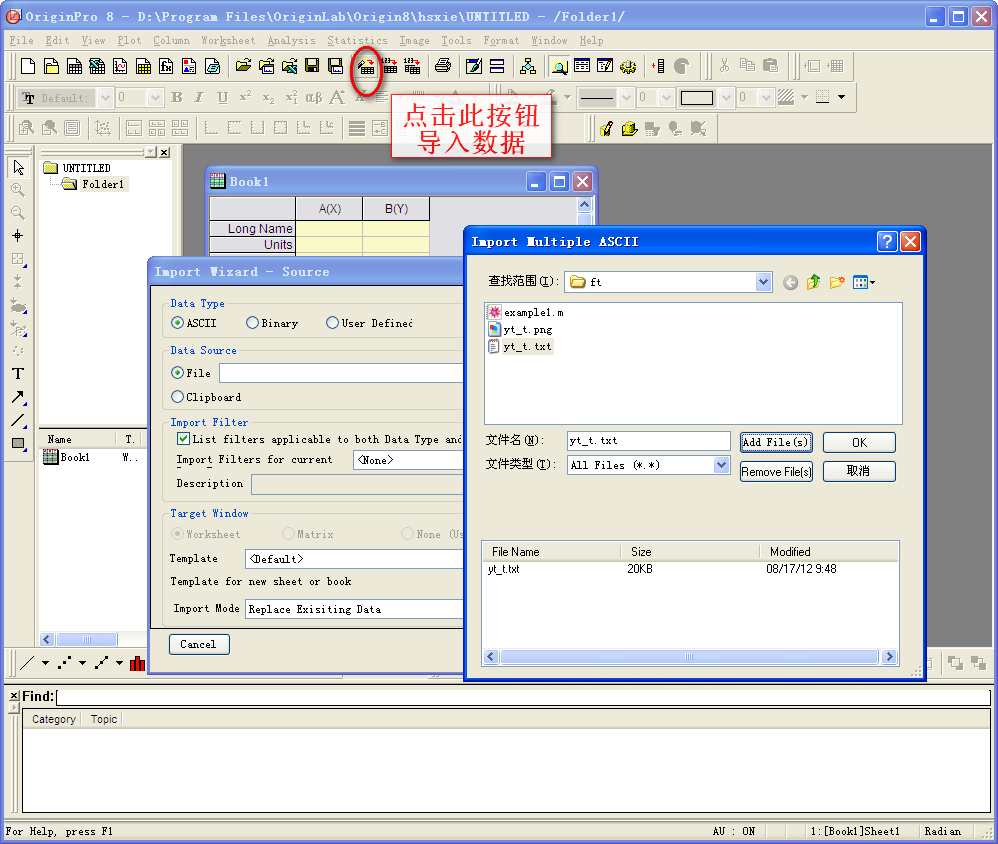 OriginPro 8 - D:\Program Files\OriginLab\Origin8\hsxie\UNTITLED - /Folder1/
File Edit View Plot Column Worksheet Analysis Statistics Image Tools Format Window Help
Default: 0 B I U x² x₂ αβ A 0 0
点击此按钮
导入数据
UNTITLED
Folder1
Name T.
Book1 W..
Book1
A(X) B(Y)
Long Name
Units
Import Wizard - Source
Data Type
ASCII Binary User Defined
Data Source
File
Clipboard
Import Filter
List filters applicable to both Data Type and
Import Filters for current <None>
Description
Target Window
Worksheet Matrix None (Us
Template <Default>
Template for new sheet or book
Import Mode Replace Exisiting Data
Cancel
Import Multiple ASCII
查找范围(I): ft
example1.m
yt_t.png
yt_t.txt
文件名(N): yt_t.txt Add File(s) OK
文件类型(T): All Files (*.*) Remove File(s) 取消
File Name Size Modified
yt_t.txt 20KB 08/17/12 9:48
Find:
Category Topic
For Help, press F1 AU : ON 1:[Book1]Sheet1 Radian